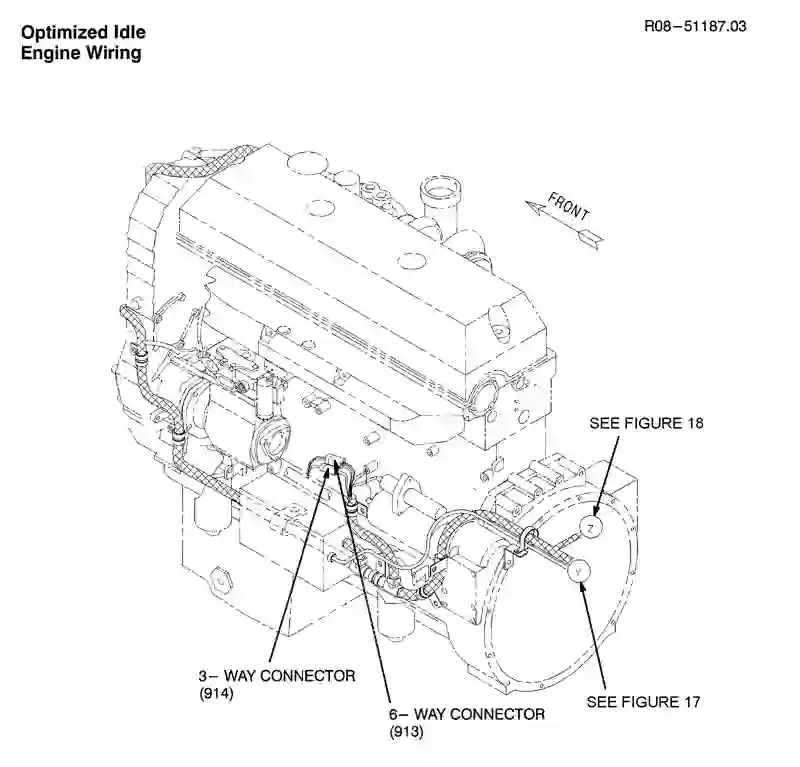 Optimized Idle
Engine Wiring
R08-51187.03
FRONT
SEE FIGURE 18
Z
Y
3- WAY CONNECTOR
(914)
6- WAY CONNECTOR
(913)
SEE FIGURE 17